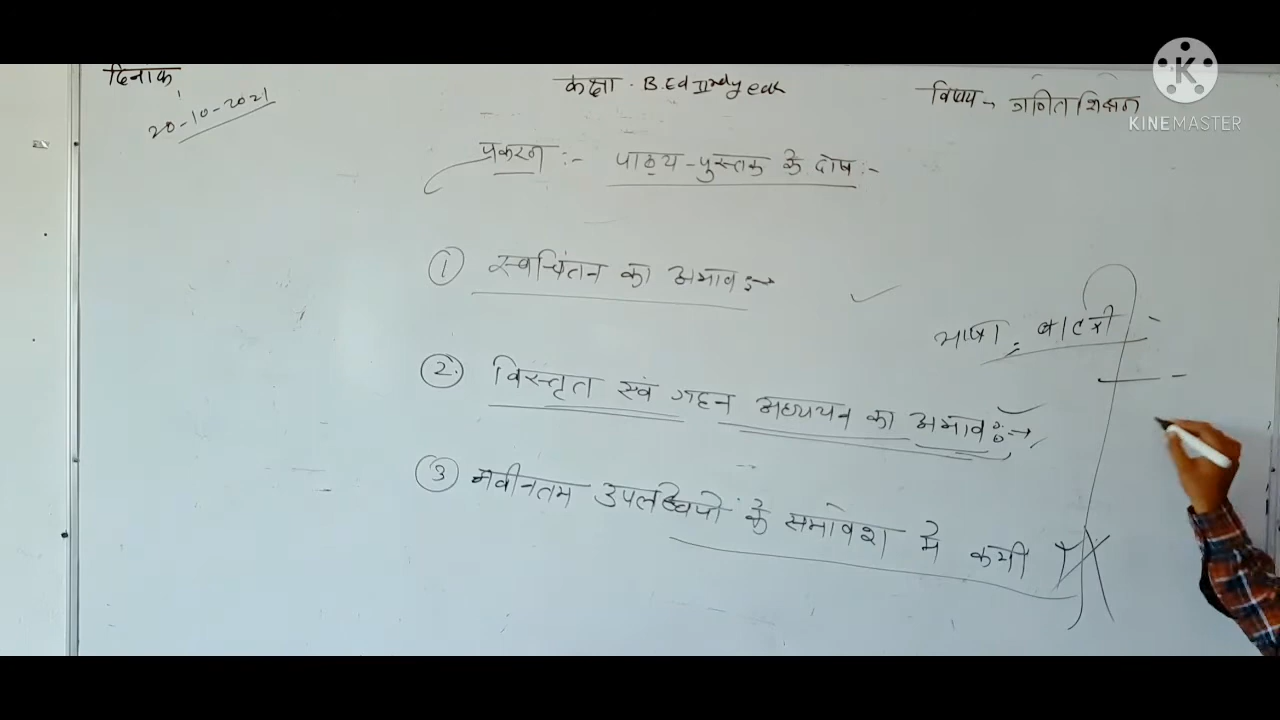 दिनांक
20-10-2021
कक्षा . B.Ed IInd year
विषय - गणित शिक्षण
K
KINEMASTER
प्रकरण :- पाठ्य-पुस्तक के दोष :-
① स्वचिंतन का अभाव :→
भाषा :
② विस्तृत एवं गहन अध्ययन का अभाव :→
③ नवीनतम उपलब्धियों के समावेश में कमी